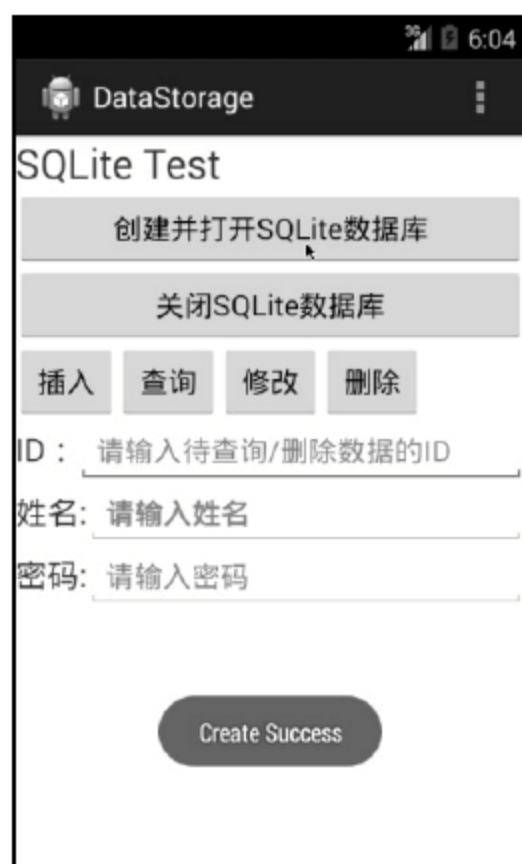 3G 6:04
DataStorage
SQLite Test
创建并打开SQLite数据库
关闭SQLite数据库
插入 查询 修改 删除
ID： 请输入待查询/删除数据的ID
姓名: 请输入姓名
密码: 请输入密码
Create Success